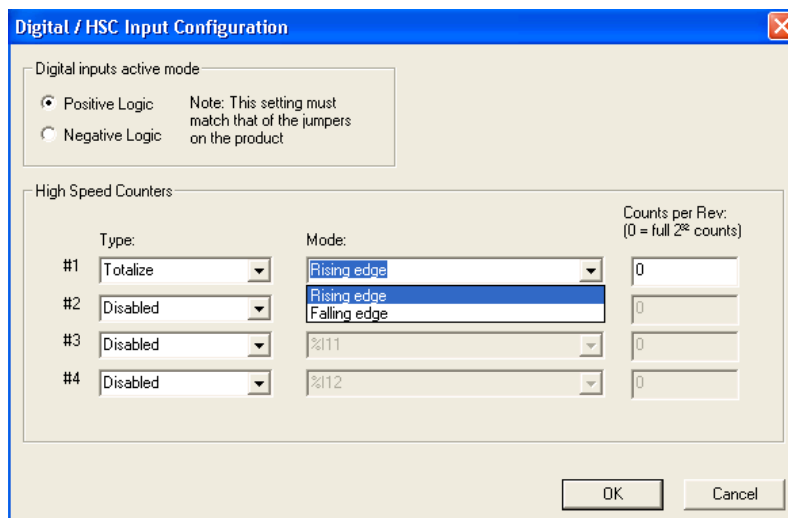 Digital / HSC Input Configuration
Digital inputs active mode
Positive Logic
Negative Logic
Note: This setting must
match that of the jumpers
on the product
High Speed Counters
Type:
Mode:
Counts per Rev:
(0 = full 2³² counts)
#1
Totalize
Rising edge
0
Rising edge
Falling edge
#2
Disabled
0
#3
Disabled
%I11
0
#4
Disabled
%I12
0
OK
Cancel